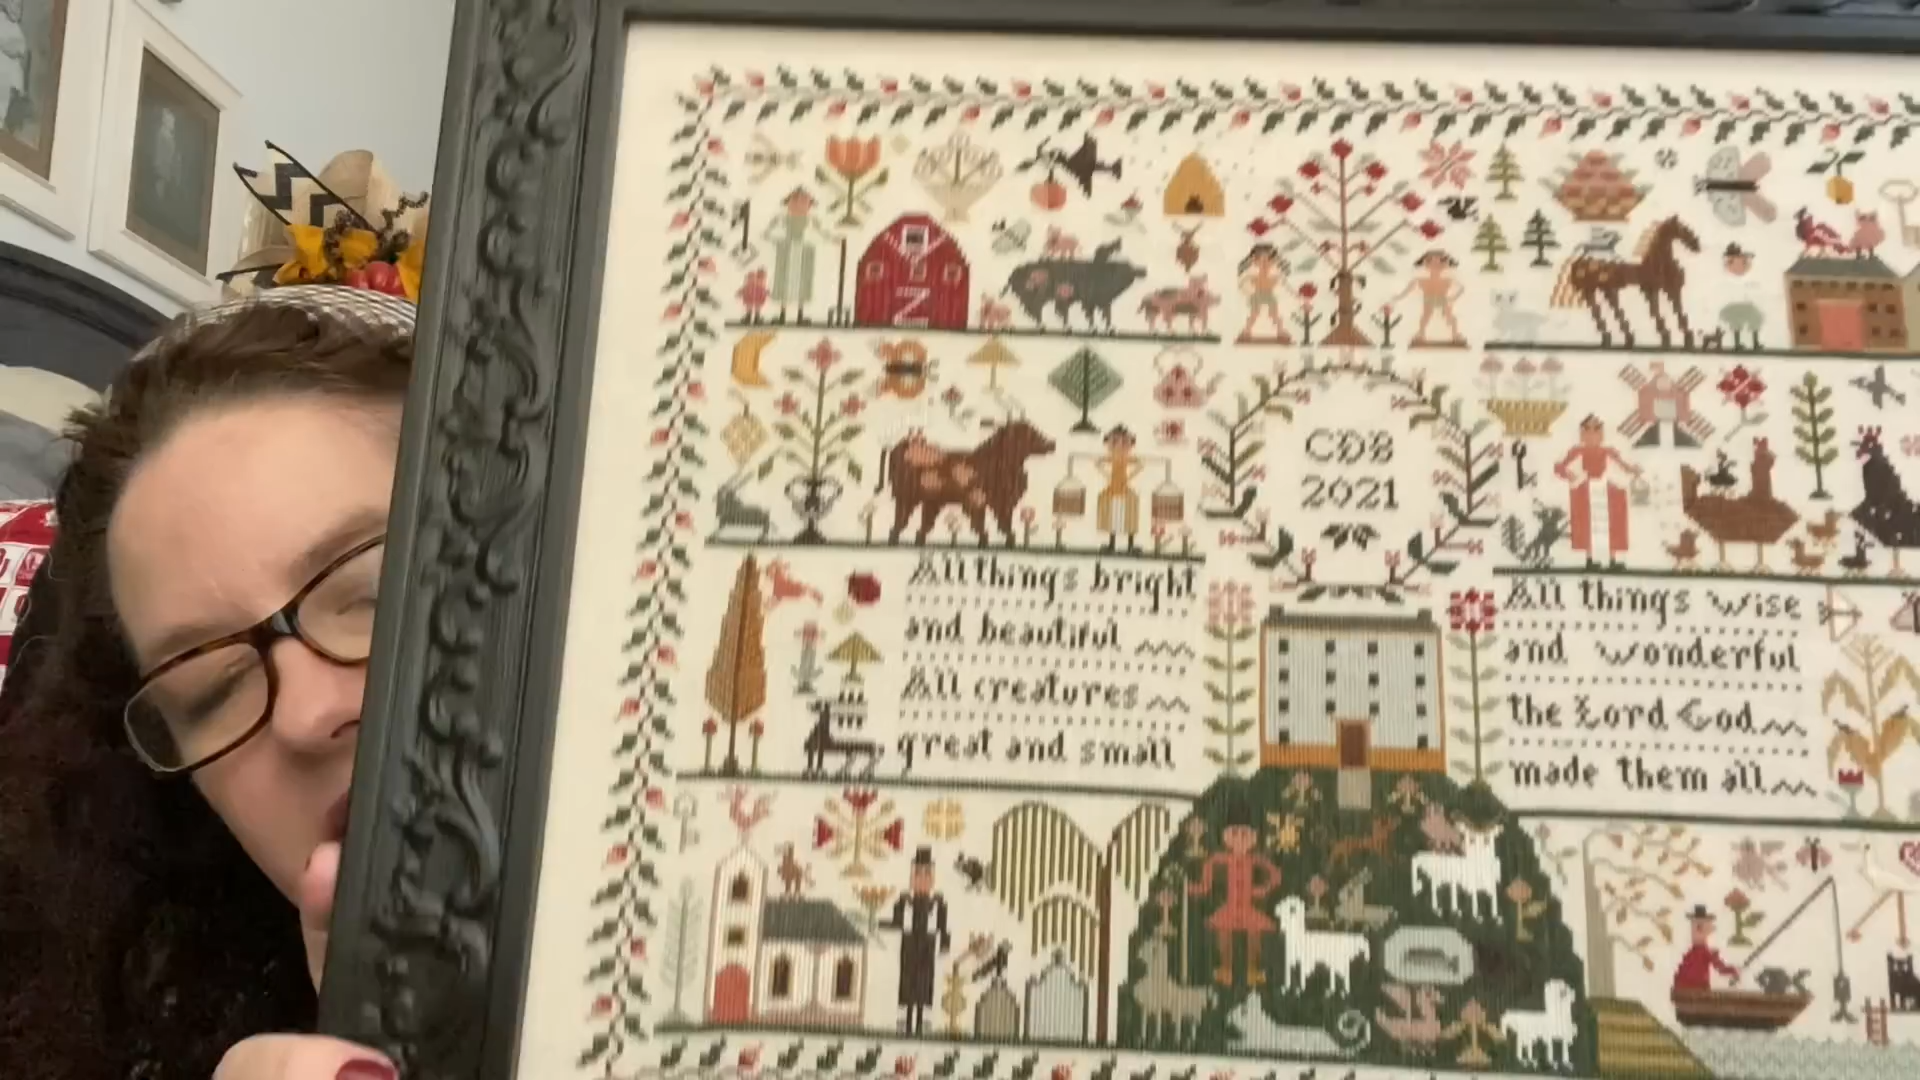 CDB
2021
All things bright
and beautiful
All creatures
great and small
All things wise
and wonderful
the Lord God
made them all